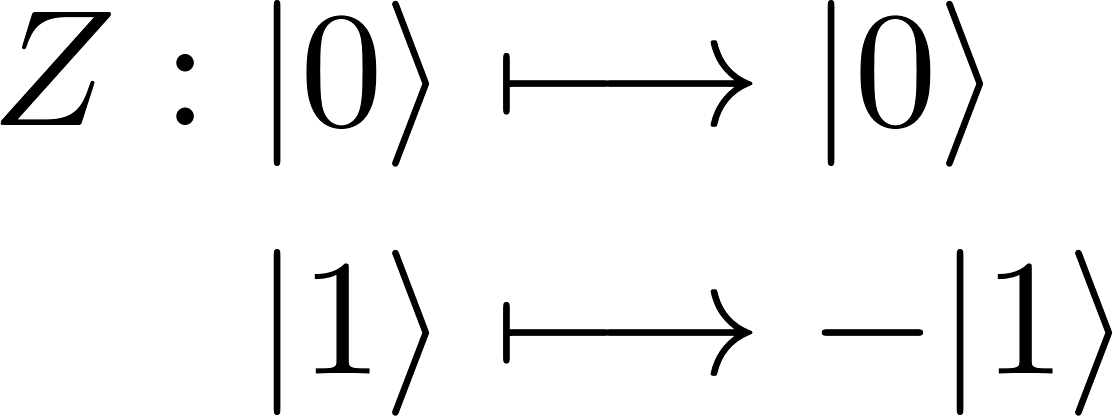 Z : |0⟩ ⟼ |0⟩
|1⟩ ⟼ −|1⟩